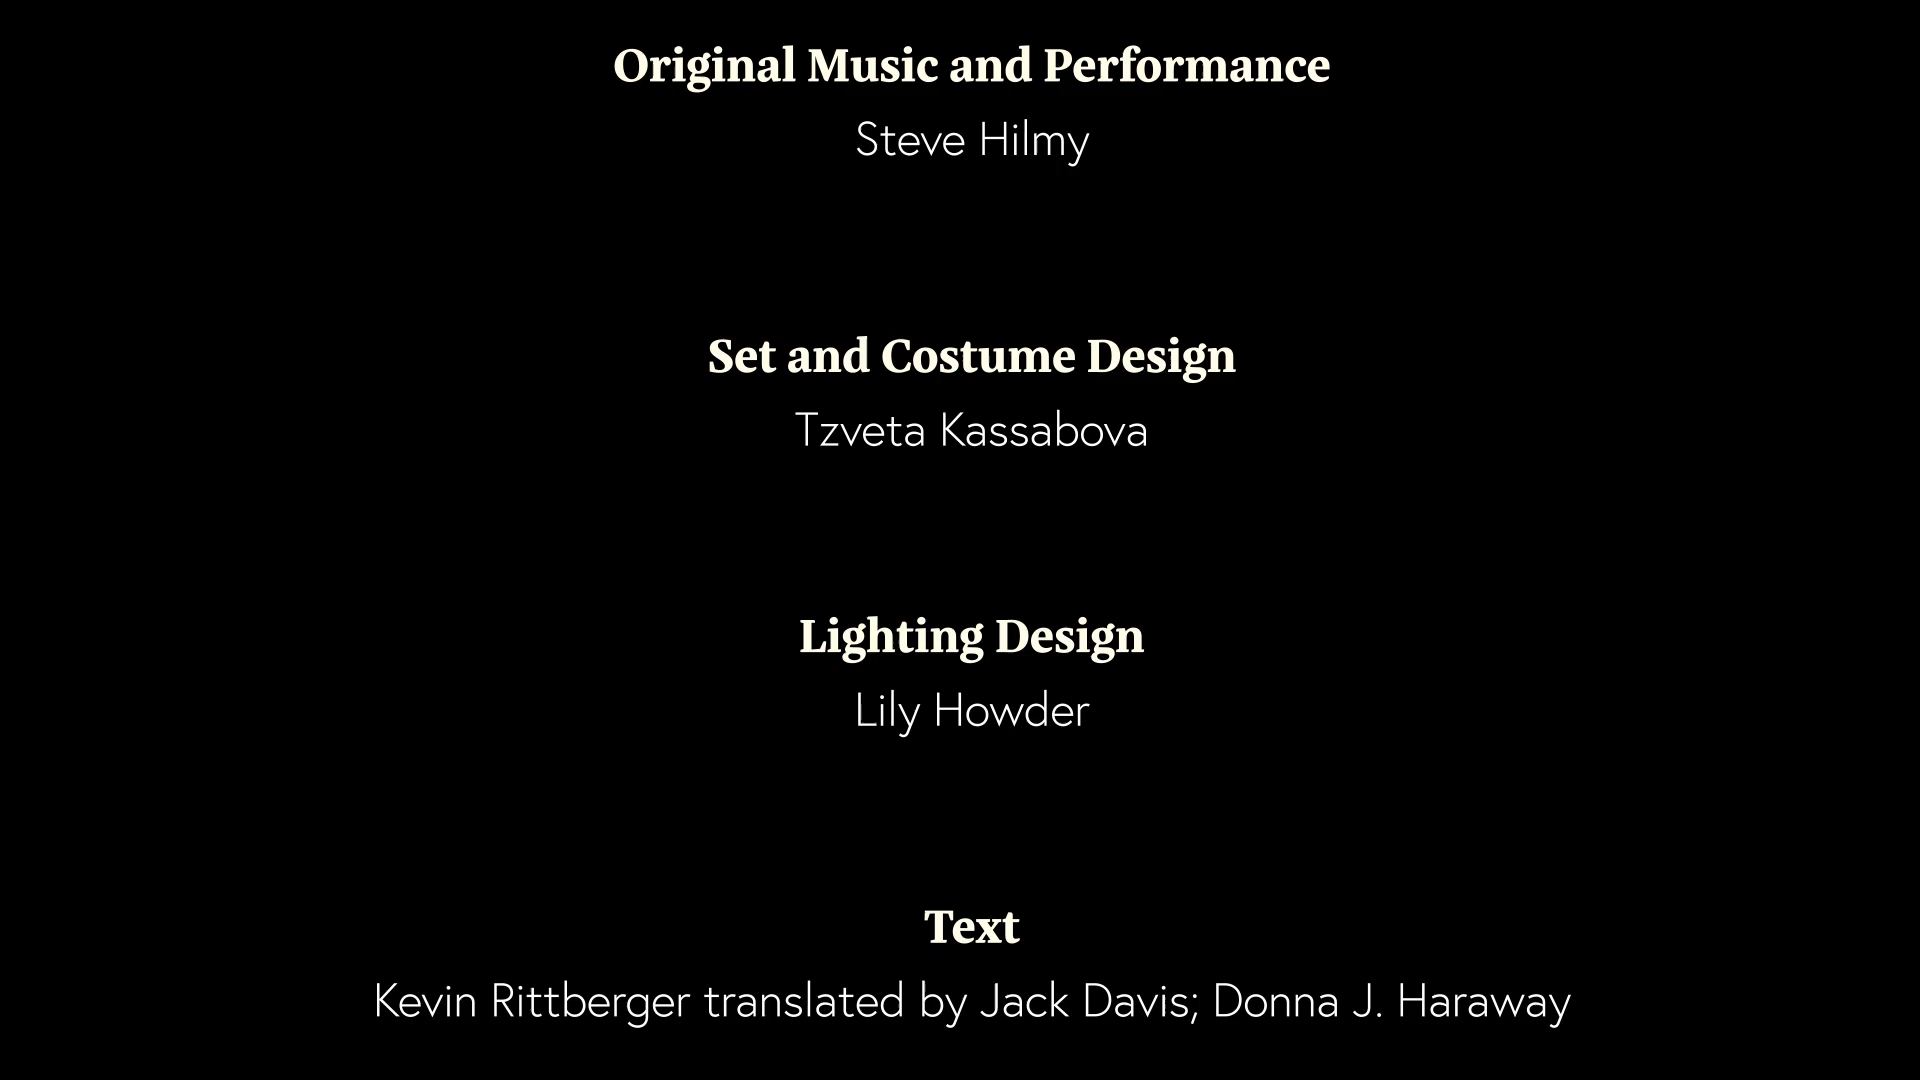 Original Music and Performance
Steve Hilmy
Set and Costume Design
Tzveta Kassabova
Lighting Design
Lily Howder
Text
Kevin Rittberger translated by Jack Davis; Donna J. Haraway